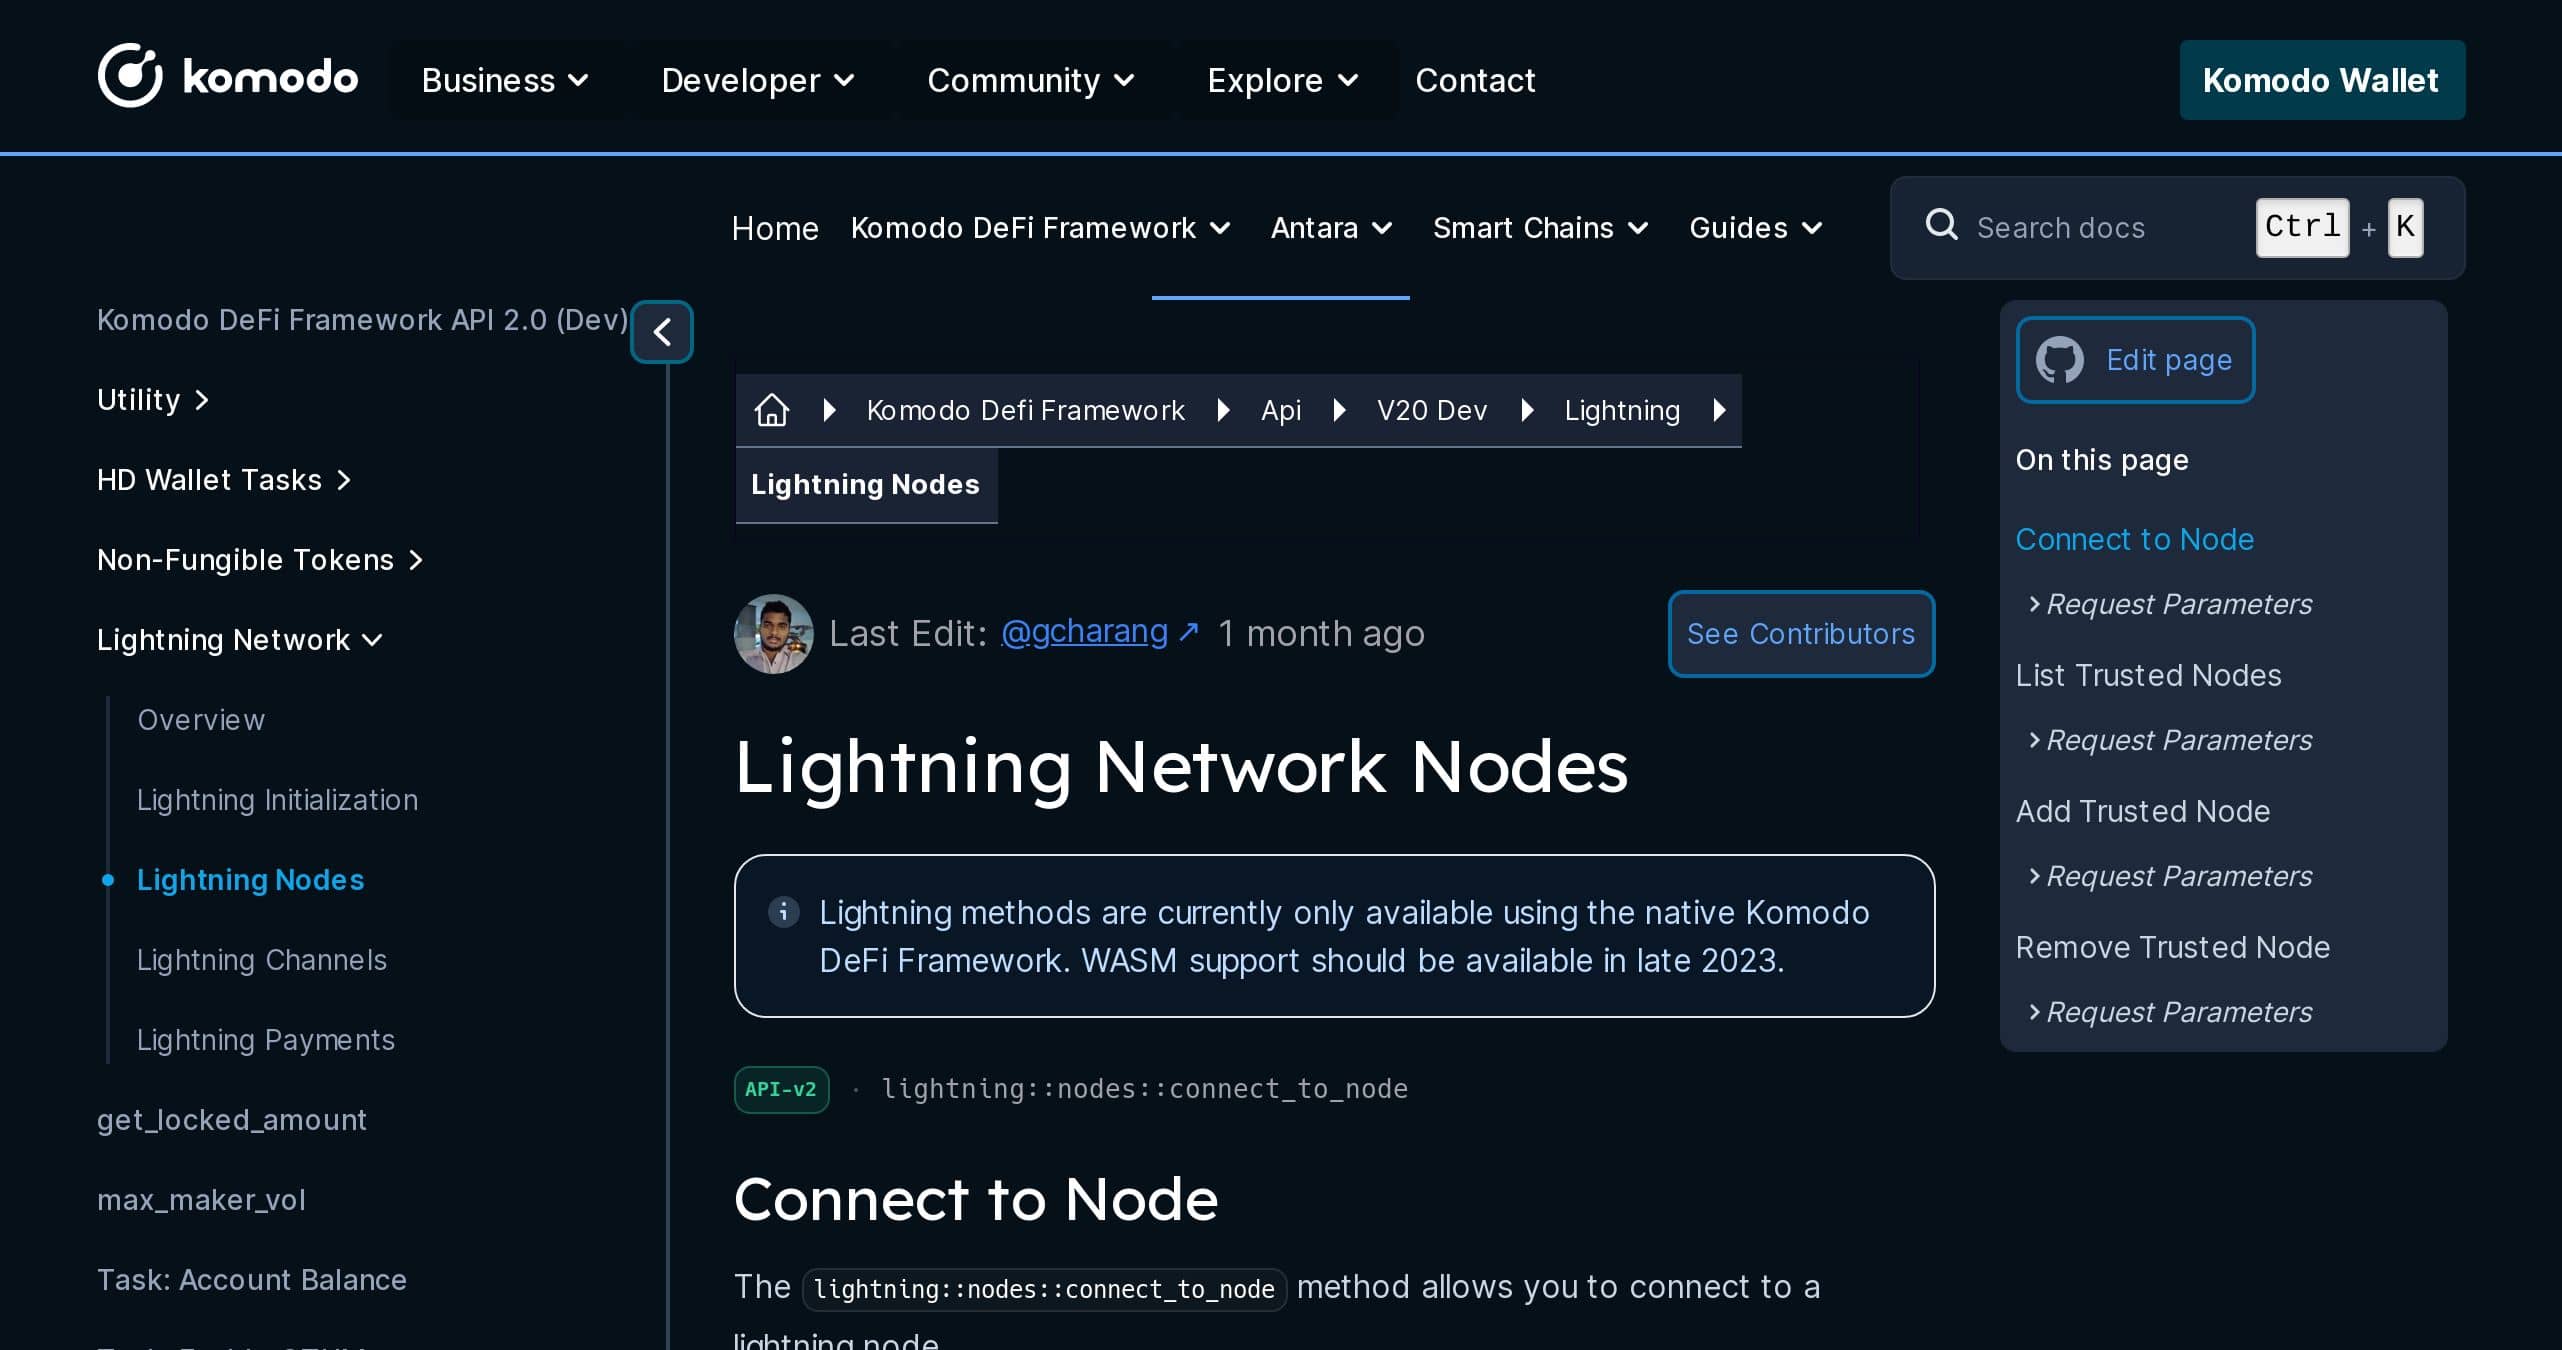 komodo
Business
Developer
Community
Explore
Contact
Komodo Wallet
Home
Komodo DeFi Framework
Antara
Smart Chains
Guides
Search docs
Ctrl + K
Komodo DeFi Framework API 2.0 (Dev)
Utility
HD Wallet Tasks
Non-Fungible Tokens
Lightning Network
Overview
Lightning Initialization
Lightning Nodes
Lightning Channels
Lightning Payments
get_locked_amount
max_maker_vol
Task: Account Balance
Komodo Defi Framework
Api
V20 Dev
Lightning
Lightning Nodes
Last Edit: @gcharang ↗ 1 month ago
See Contributors
Lightning Network Nodes
Lightning methods are currently only available using the native Komodo
DeFi Framework. WASM support should be available in late 2023.
API-v2 · lightning::nodes::connect_to_node
Connect to Node
The lightning::nodes::connect_to_node method allows you to connect to a
lightning node
Edit page
On this page
Connect to Node
Request Parameters
List Trusted Nodes
Request Parameters
Add Trusted Node
Request Parameters
Remove Trusted Node
Request Parameters